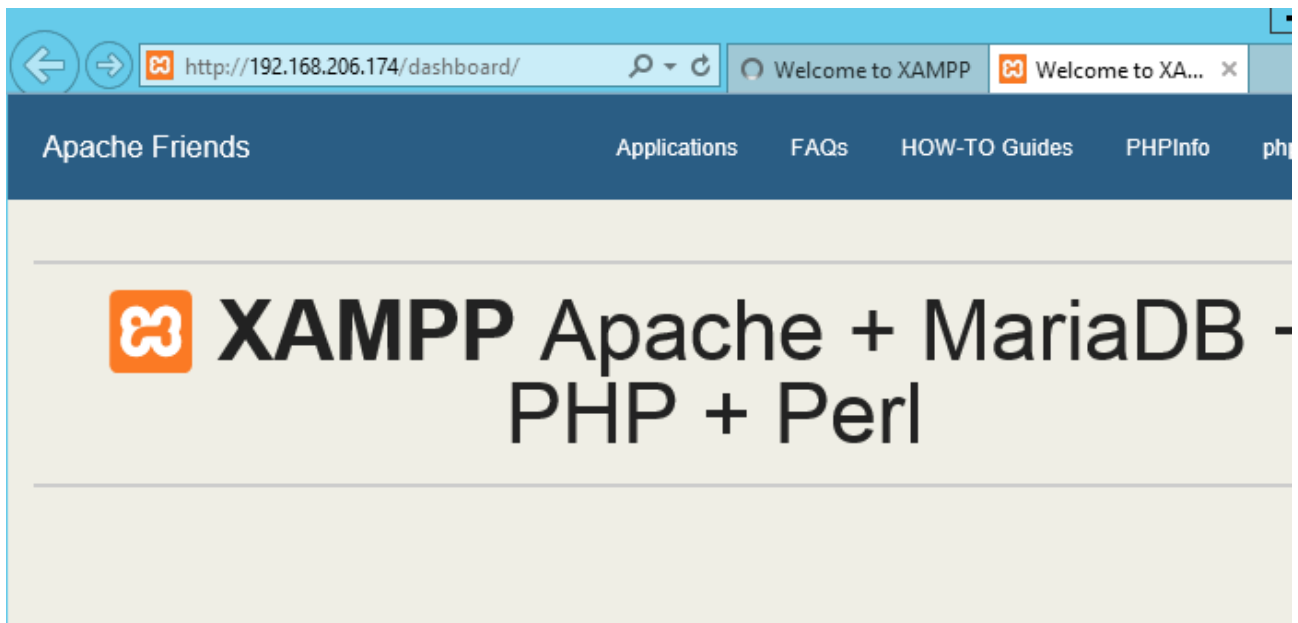 http://192.168.206.174/dashboard/ Welcome to XAMPP Welcome to XA...
Apache Friends Applications FAQs HOW-TO Guides PHPInfo
XAMPP Apache + MariaDB +
PHP + Perl